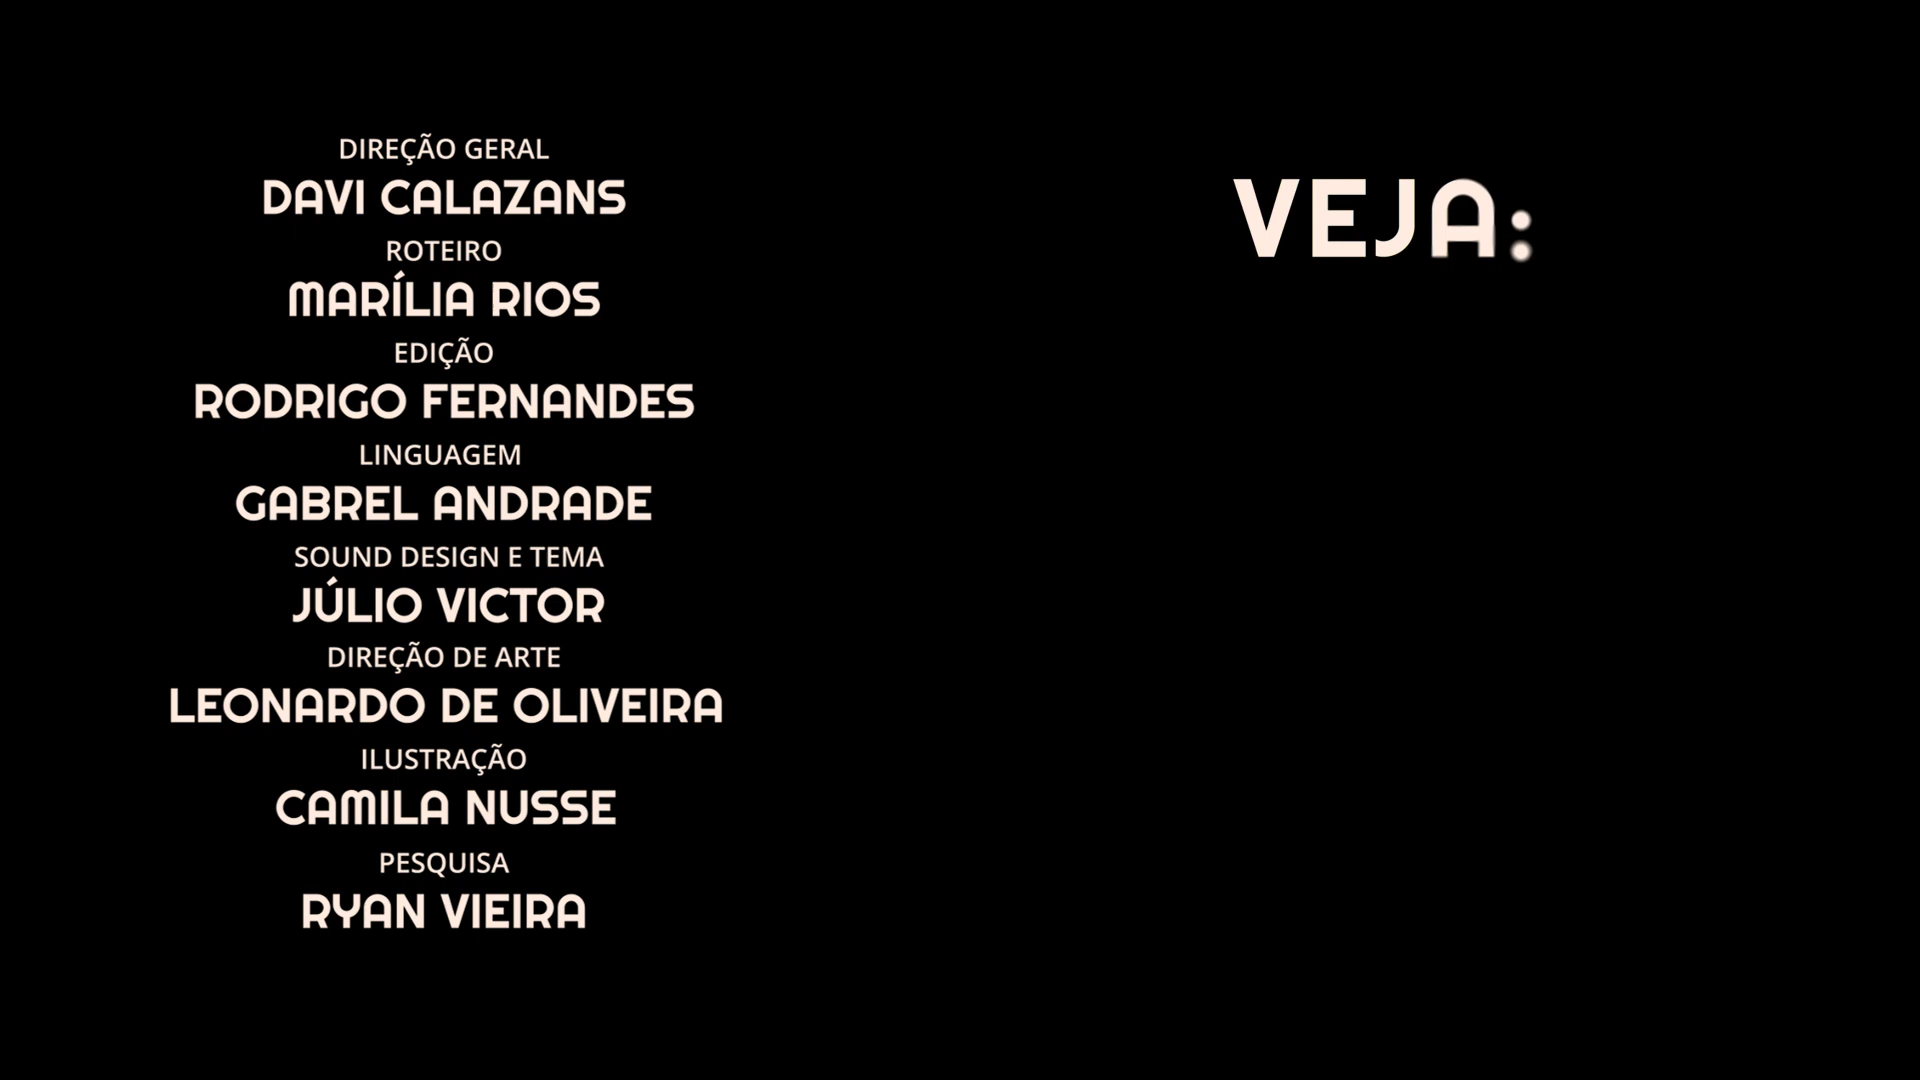 DIREÇÃO GERAL
DAVI CALAZANS
ROTEIRO
MARÍLIA RIOS
EDIÇÃO
RODRIGO FERNANDES
LINGUAGEM
GABREL ANDRADE
SOUND DESIGN E TEMA
JÚLIO VICTOR
DIREÇÃO DE ARTE
LEONARDO DE OLIVEIRA
ILUSTRAÇÃO
CAMILA NUSSE
PESQUISA
RYAN VIEIRA
VEJA: